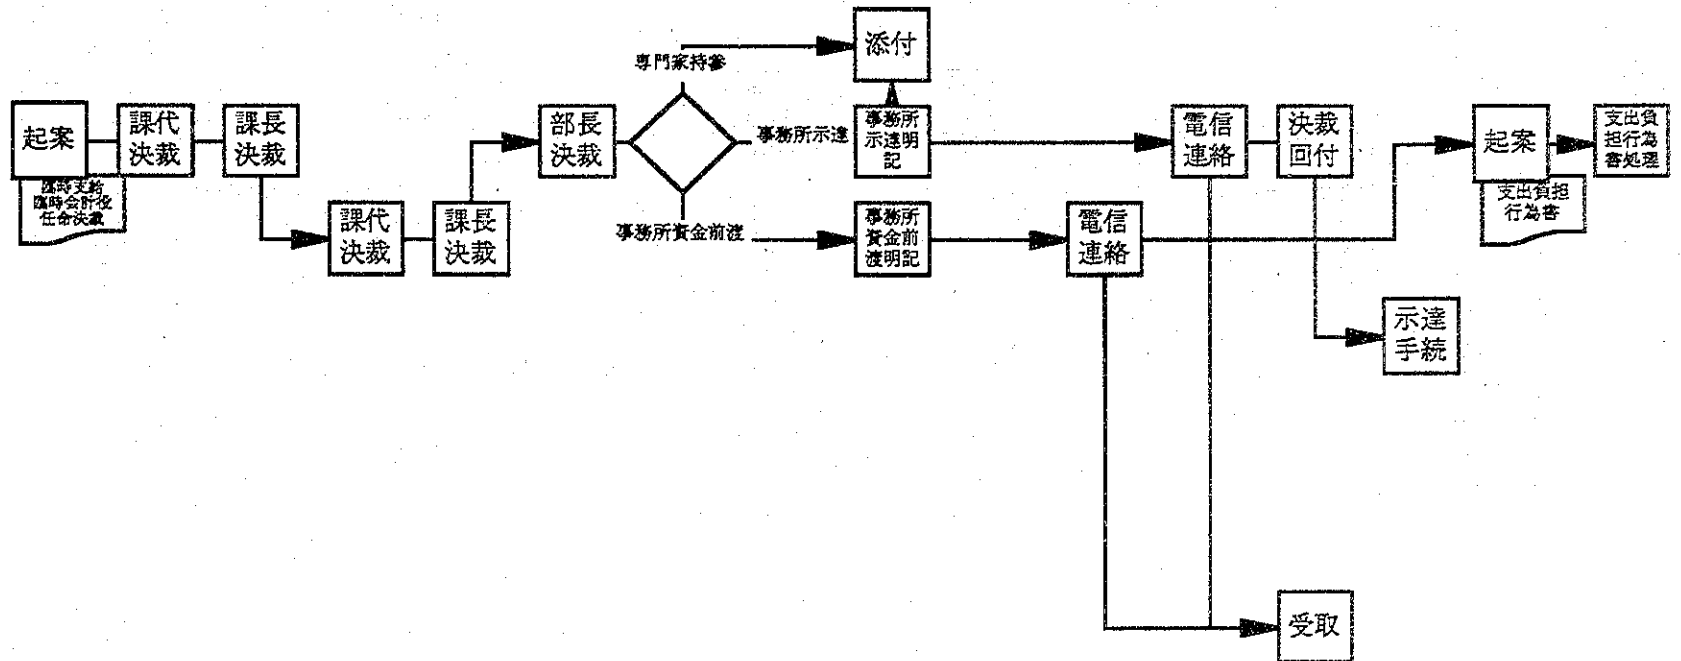 添付
専門家持参
起案
課代
決裁
課長
決裁
部長
決裁
事務所示達
事務所
示達明
記
電信
連絡
決裁
回付
起案
支出負
担行為
書処理
臨時支給
臨時会計役
任命決裁
支出負担
行為書
課代
決裁
課長
決裁
事務所資金前渡
事務所
資金前
渡明記
電信
連絡
示達
手続
受取